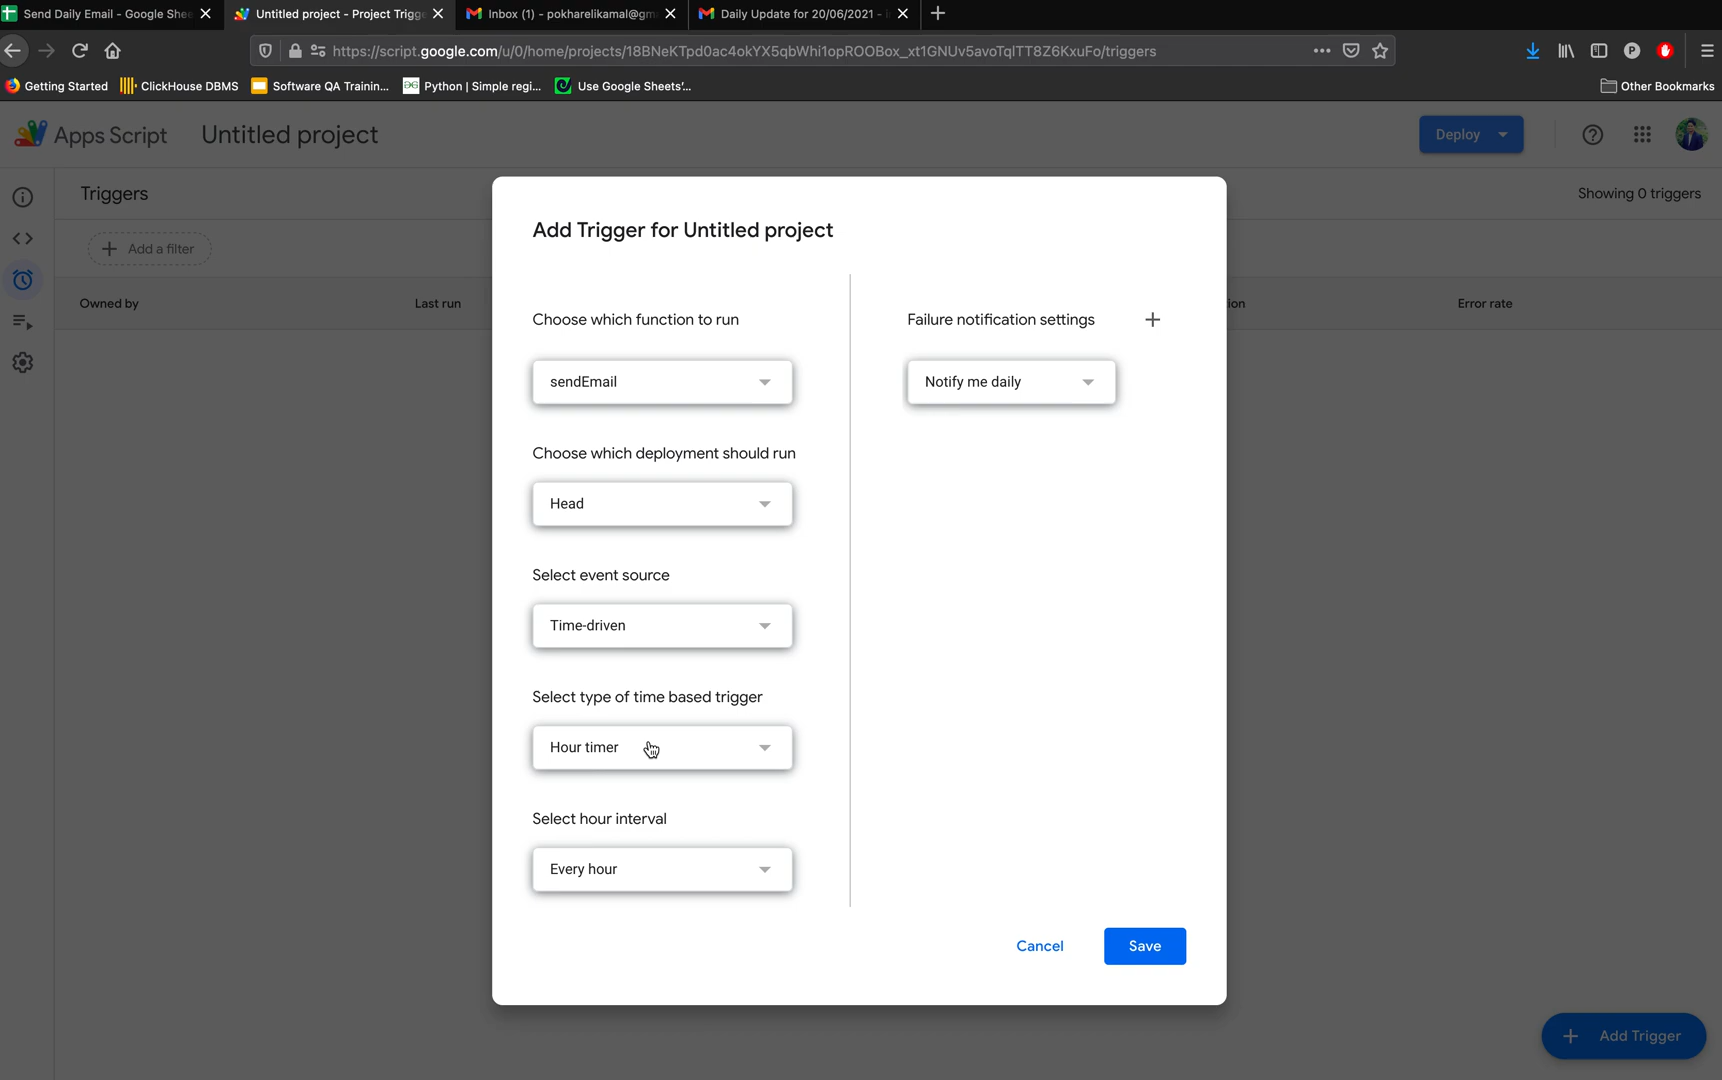 Send Daily Email - Google Shee
Untitled project - Project Trigge
Inbox (1) - pokharelikamal@gm
Daily Update for 20/06/2021 -
https://script.google.com/u/0/home/projects/18BNeKTpd0ac4okYX5qbWhi1opROOBox_xt1GNUv5avoTqITT8Z6KxuFo/triggers
Getting Started
ClickHouse DBMS
Software QA Trainin...
Python | Simple regi...
Use Google Sheets'...
Other Bookmarks
Apps Script
Untitled project
Deploy
Triggers
Showing 0 triggers
Add a filter
Owned by
Last run
ion
Error rate
Add Trigger for Untitled project
Choose which function to run
sendEmail
Choose which deployment should run
Head
Select event source
Time-driven
Select type of time based trigger
Hour timer
Select hour interval
Every hour
Failure notification settings
Notify me daily
Cancel
Save
Add Trigger